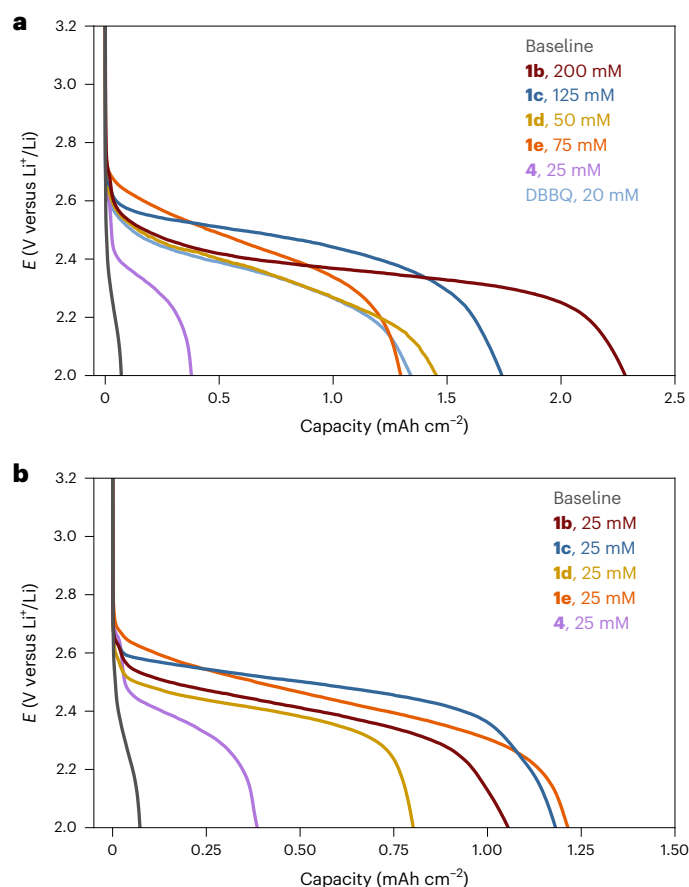 a
3.2
3.0
2.8
2.6
2.4
2.2
2.0
E (V versus Li⁺/Li)
Baseline
1b, 200 mM
1c, 125 mM
1d, 50 mM
1e, 75 mM
4, 25 mM
DBBQ, 20 mM
0 0.5 1.0 1.5 2.0 2.5
Capacity (mAh cm⁻²)
b
3.2
3.0
2.8
2.6
2.4
2.2
2.0
E (V versus Li⁺/Li)
Baseline
1b, 25 mM
1c, 25 mM
1d, 25 mM
1e, 25 mM
4, 25 mM
0 0.25 0.50 0.75 1.00 1.25 1.50
Capacity (mAh cm⁻²)